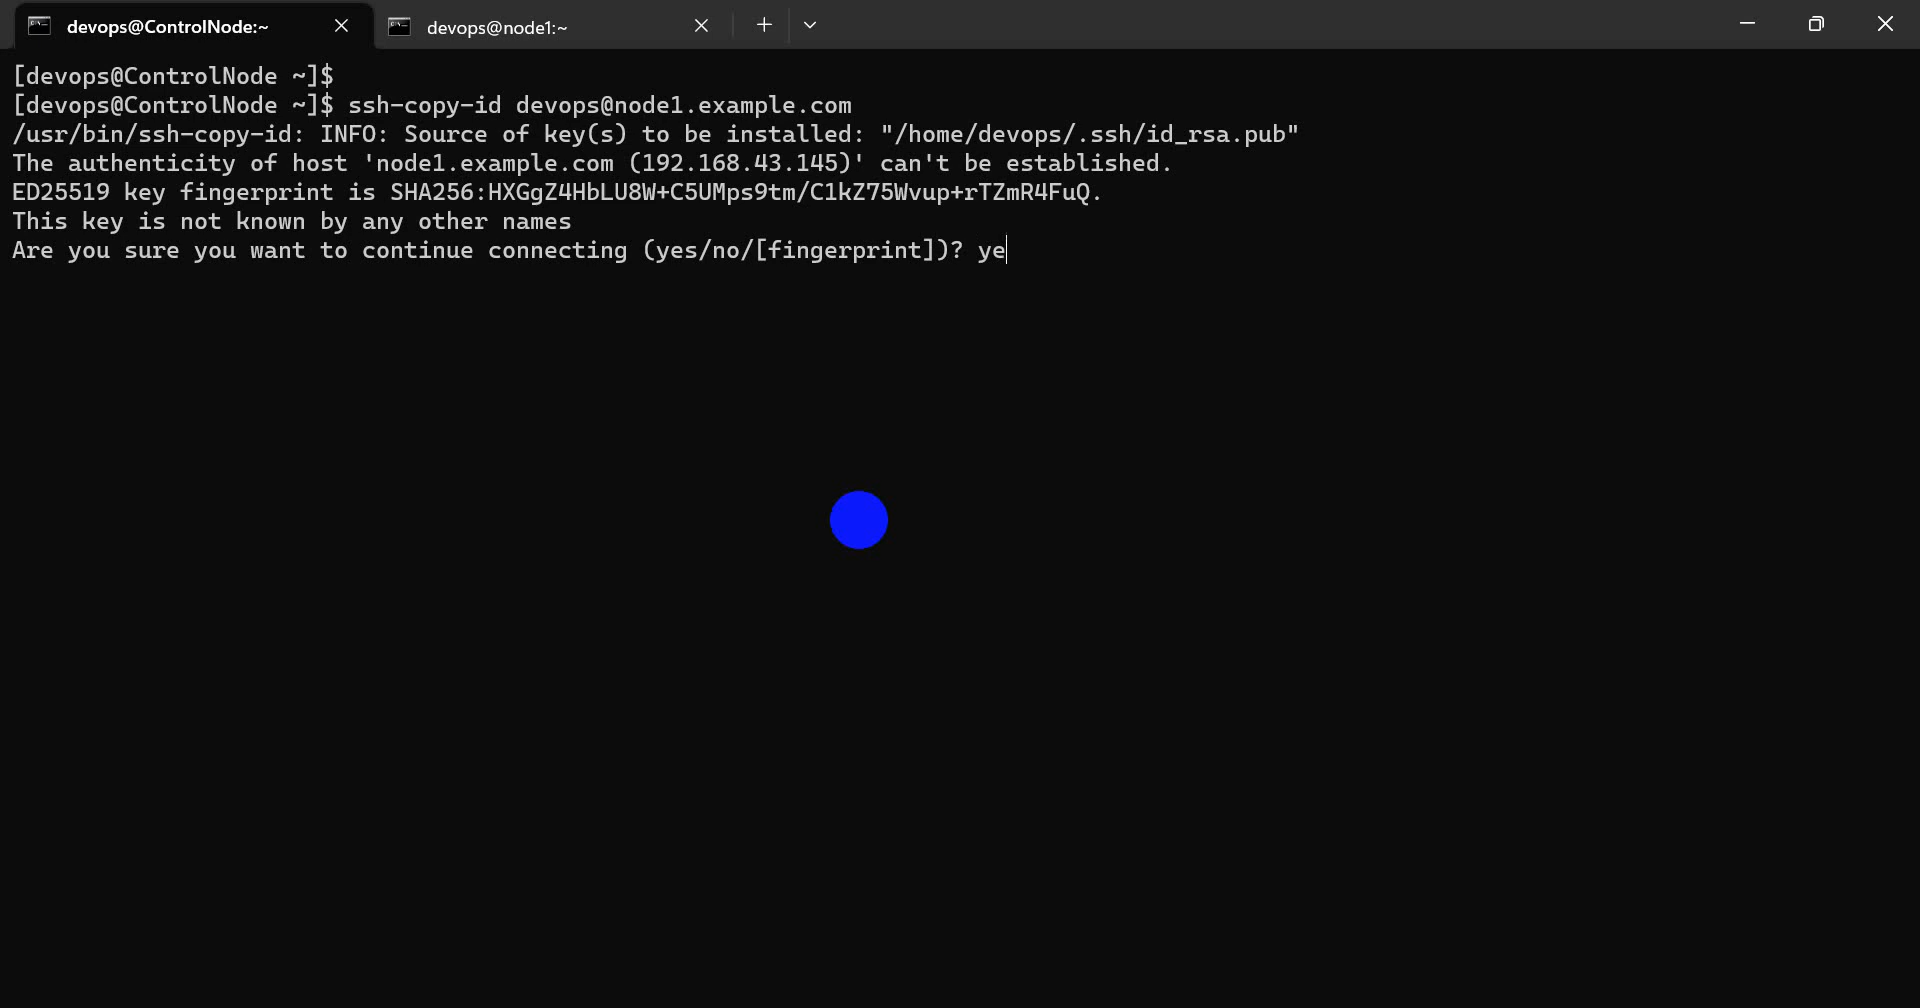 devops@ControlNode:~
devops@node1:~
[devops@ControlNode ~]$
[devops@ControlNode ~]$ ssh-copy-id devops@node1.example.com
/usr/bin/ssh-copy-id: INFO: Source of key(s) to be installed: "/home/devops/.ssh/id_rsa.pub"
The authenticity of host 'node1.example.com (192.168.43.145)' can't be established.
ED25519 key fingerprint is SHA256:HXGgZ4HbLU8W+C5UMps9tm/C1kZ75Wvup+rTZmR4FuQ.
This key is not known by any other names
Are you sure you want to continue connecting (yes/no/[fingerprint])? ye